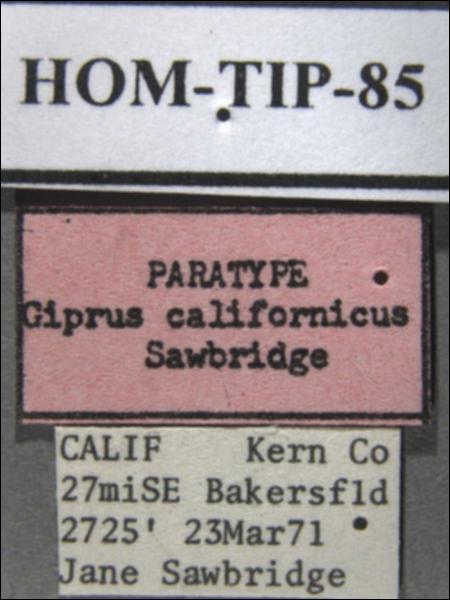 HOM-TIP-85
PARATYPE
Giprus californicus
Sawbridge
CALIF Kern Co
27miSE Bakersfld
2725' 23Mar71
Jane Sawbridge